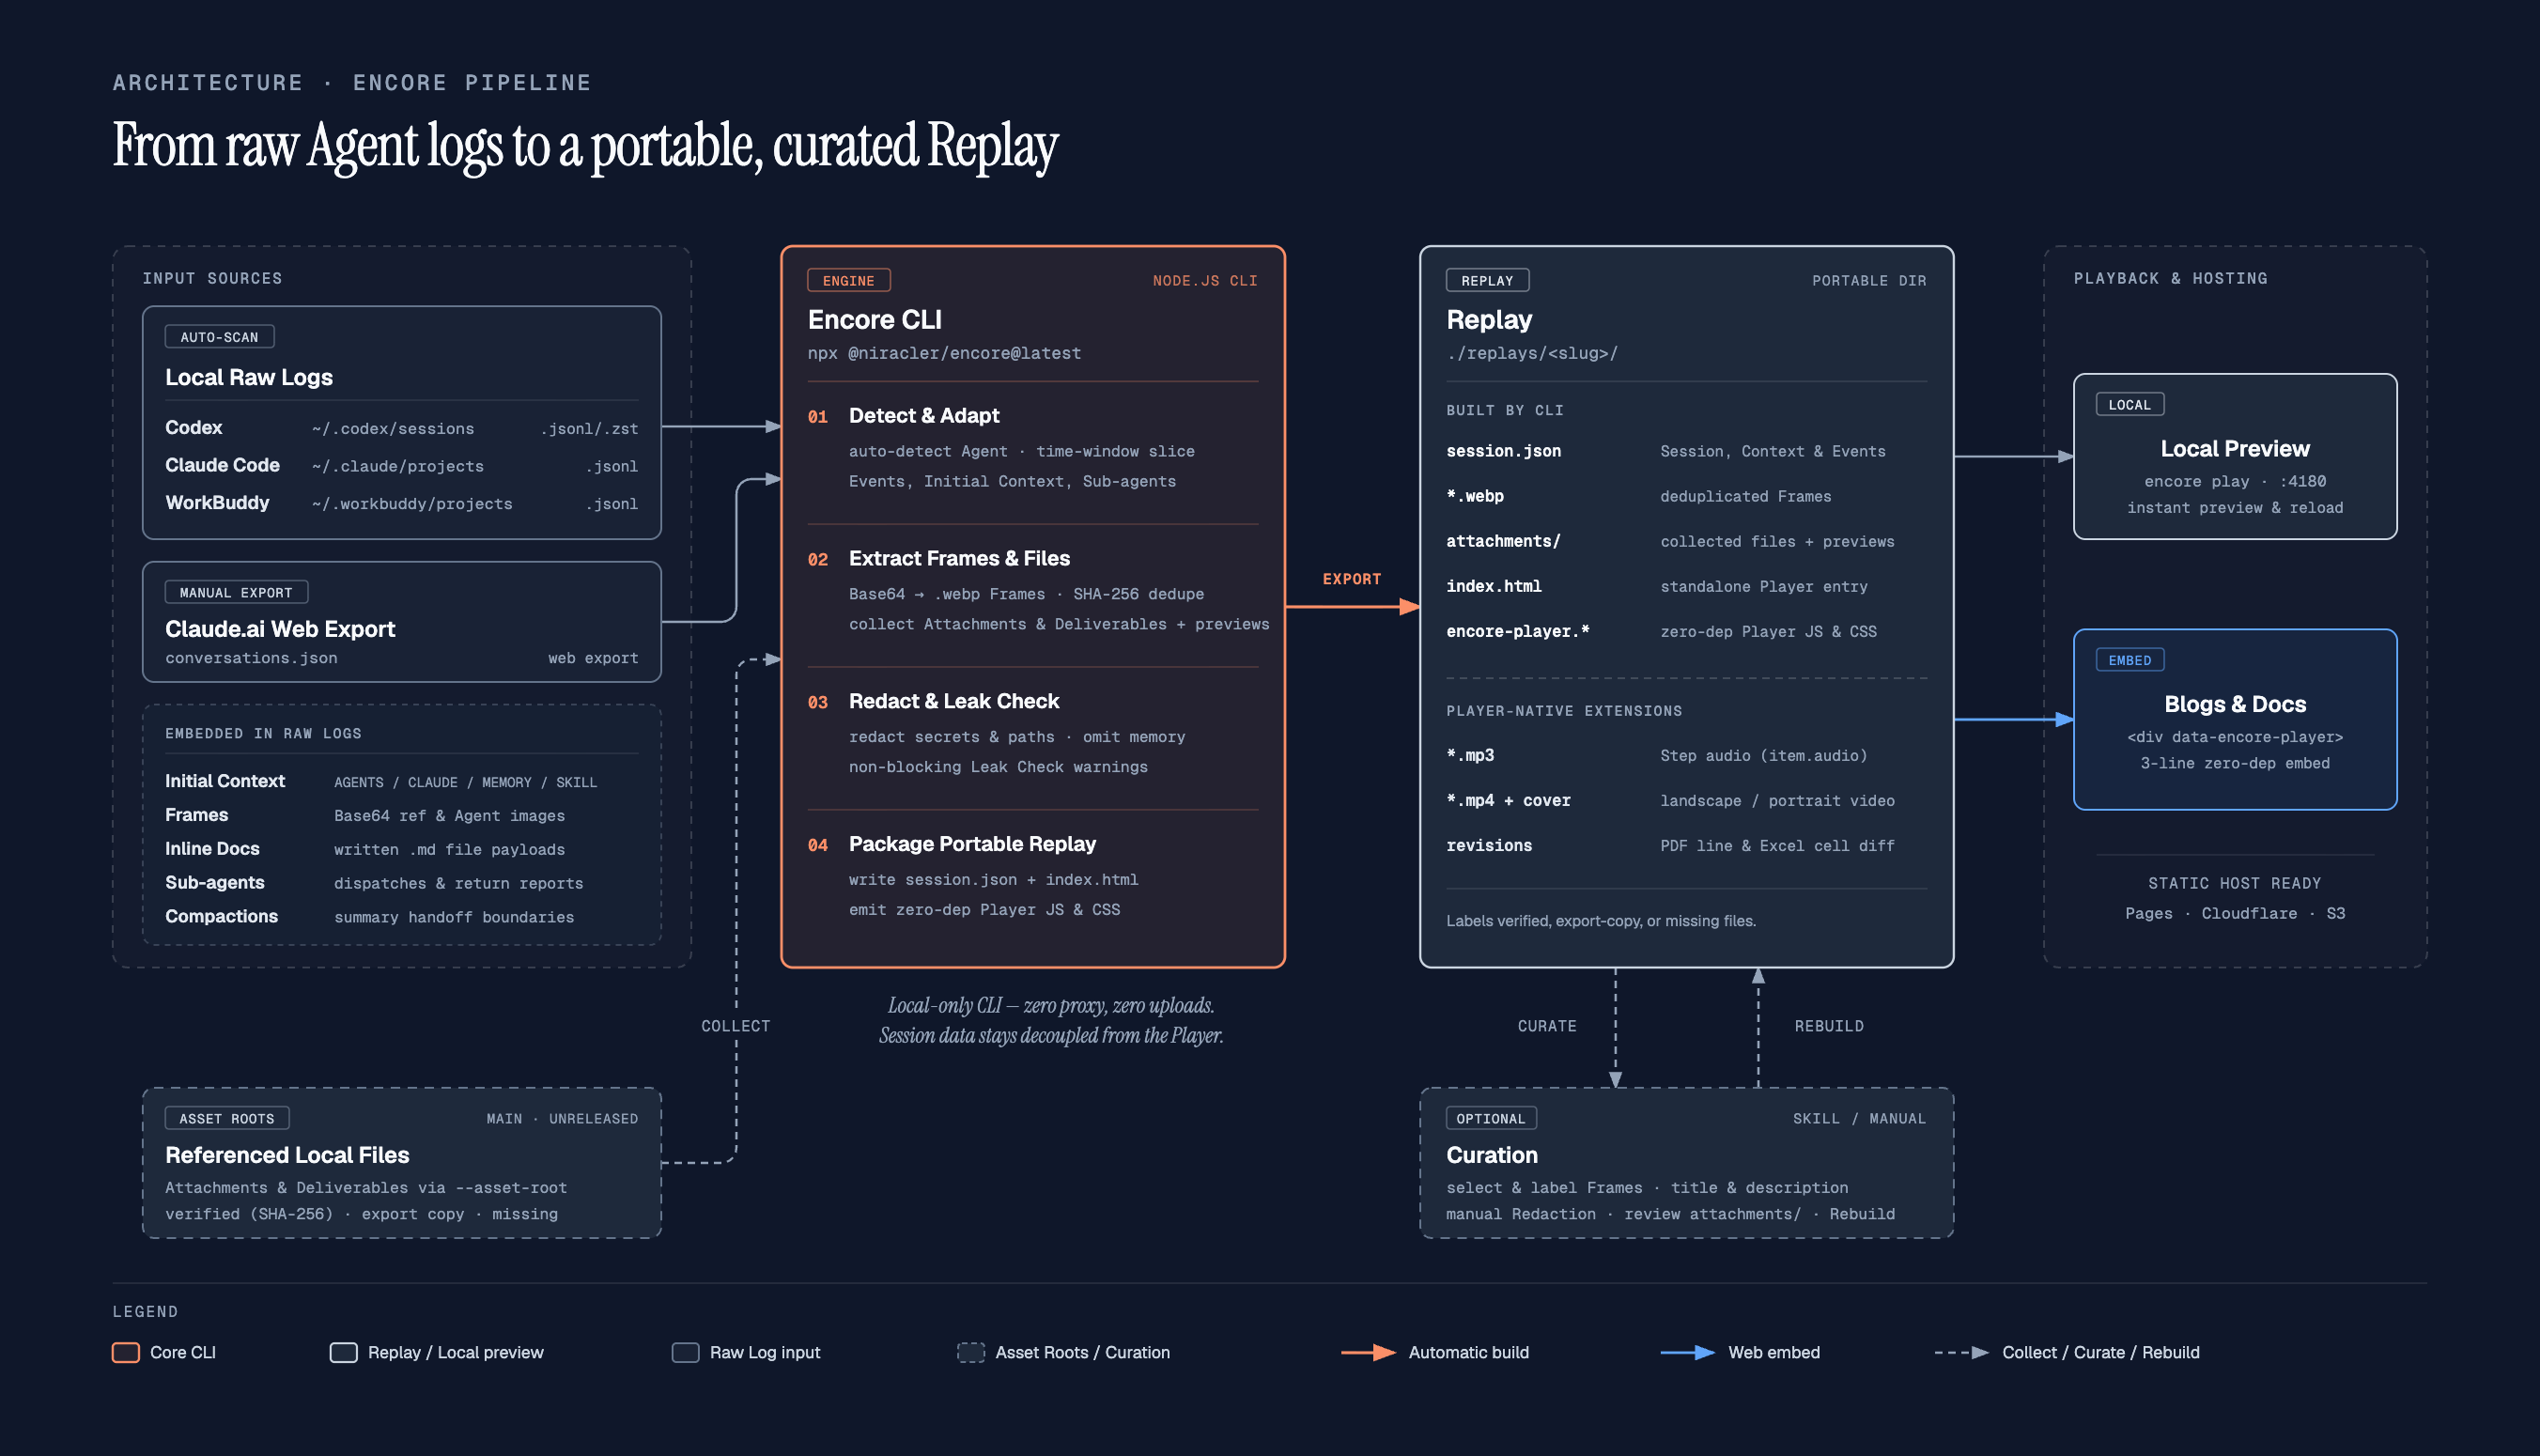 ARCHITECTURE · ENCORE PIPELINE
From raw Agent logs to a portable, curated Replay
INPUT SOURCES
AUTO-SCAN
Local Raw Logs
Codex ~/.codex/sessions .jsonl/.zst
Claude Code ~/.claude/projects .jsonl
WorkBuddy ~/.workbuddy/projects .jsonl
MANUAL EXPORT
Claude.ai Web Export
conversations.json web export
EMBEDDED IN RAW LOGS
Initial Context AGENTS / CLAUDE / MEMORY / SKILL
Frames Base64 ref & Agent images
Inline Docs written .md file payloads
Sub-agents dispatches & return reports
Compactions summary handoff boundaries
COLLECT
ASSET ROOTS MAIN · UNRELEASED
Referenced Local Files
Attachments & Deliverables via --asset-root
verified (SHA-256) · export copy · missing
ENGINE NODE.JS CLI
Encore CLI
npx @niracler/encore@latest
01 Detect & Adapt
auto-detect Agent · time-window slice
Events, Initial Context, Sub-agents
02 Extract Frames & Files
Base64 → .webp Frames · SHA-256 dedupe
collect Attachments & Deliverables + previews
03 Redact & Leak Check
redact secrets & paths · omit memory
non-blocking Leak Check warnings
04 Package Portable Replay
write session.json + index.html
emit zero-dep Player JS & CSS
Local-only CLI — zero proxy, zero uploads.
Session data stays decoupled from the Player.
EXPORT
REPLAY PORTABLE DIR
Replay
./replays/<slug>/
BUILT BY CLI
session.json Session, Context & Events
*.webp deduplicated Frames
attachments/ collected files + previews
index.html standalone Player entry
encore-player.* zero-dep Player JS & CSS
PLAYER-NATIVE EXTENSIONS
*.mp3 Step audio (item.audio)
*.mp4 + cover landscape / portrait video
revisions PDF line & Excel cell diff
Labels verified, export-copy, or missing files.
CURATE REBUILD
OPTIONAL SKILL / MANUAL
Curation
select & label Frames · title & description
manual Redaction · review attachments/ · Rebuild
PLAYBACK & HOSTING
LOCAL
Local Preview
encore play · :4180
instant preview & reload
EMBED
Blogs & Docs
<div data-encore-player>
3-line zero-dep embed
STATIC HOST READY
Pages · Cloudflare · S3
LEGEND
Core CLI Replay / Local preview Raw Log input Asset Roots / Curation Automatic build Web embed Collect / Curate / Rebuild